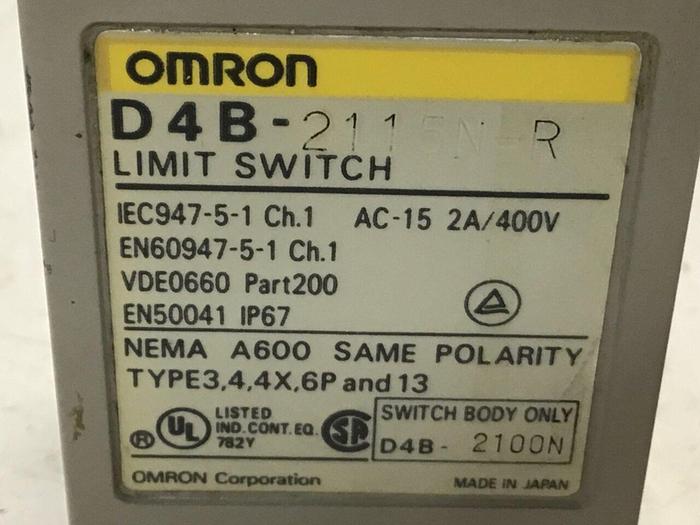 OMRON
D4B-2115N-R
LIMIT SWITCH
IEC947-5-1 Ch.1 AC-15 2A/400V
EN60947-5-1 Ch.1
VDE0660 Part200
EN50041 IP67
NEMA A600 SAME POLARITY
TYPE3,4,4X,6P and 13
® UL LISTED
IND.CONT.EQ.
782Y
SA
SWITCH BODY ONLY
D4B- 2100N
OMRON Corporation MADE IN JAPAN